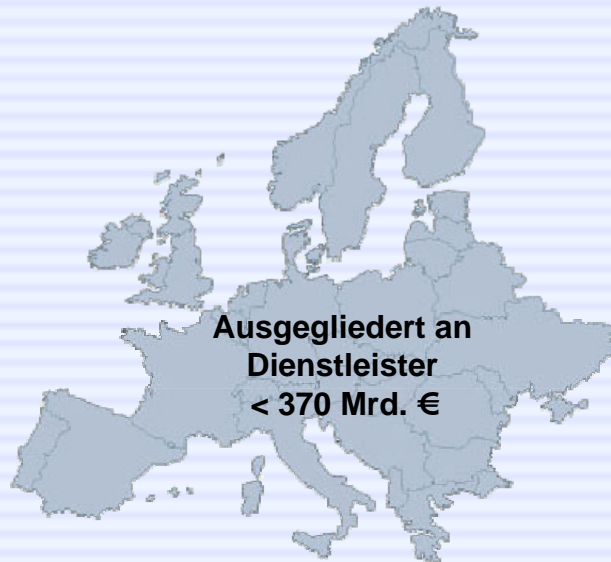 Ausgegliedert an
Dienstleister
< 370 Mrd. €